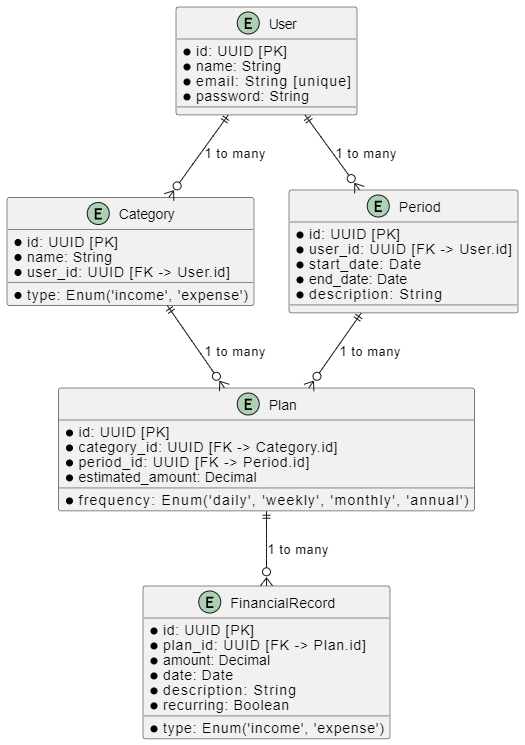 E User
id: UUID [PK]
name: String
email: String [unique]
password: String
1 to many
1 to many
E Category
id: UUID [PK]
name: String
user_id: UUID [FK -> User.id]
type: Enum('income', 'expense')
E Period
id: UUID [PK]
user_id: UUID [FK -> User.id]
start_date: Date
end_date: Date
description: String
1 to many
1 to many
E Plan
id: UUID [PK]
category_id: UUID [FK -> Category.id]
period_id: UUID [FK -> Period.id]
estimated_amount: Decimal
frequency: Enum('daily', 'weekly', 'monthly', 'annual')
1 to many
E FinancialRecord
id: UUID [PK]
plan_id: UUID [FK -> Plan.id]
amount: Decimal
date: Date
description: String
recurring: Boolean
type: Enum('income', 'expense')